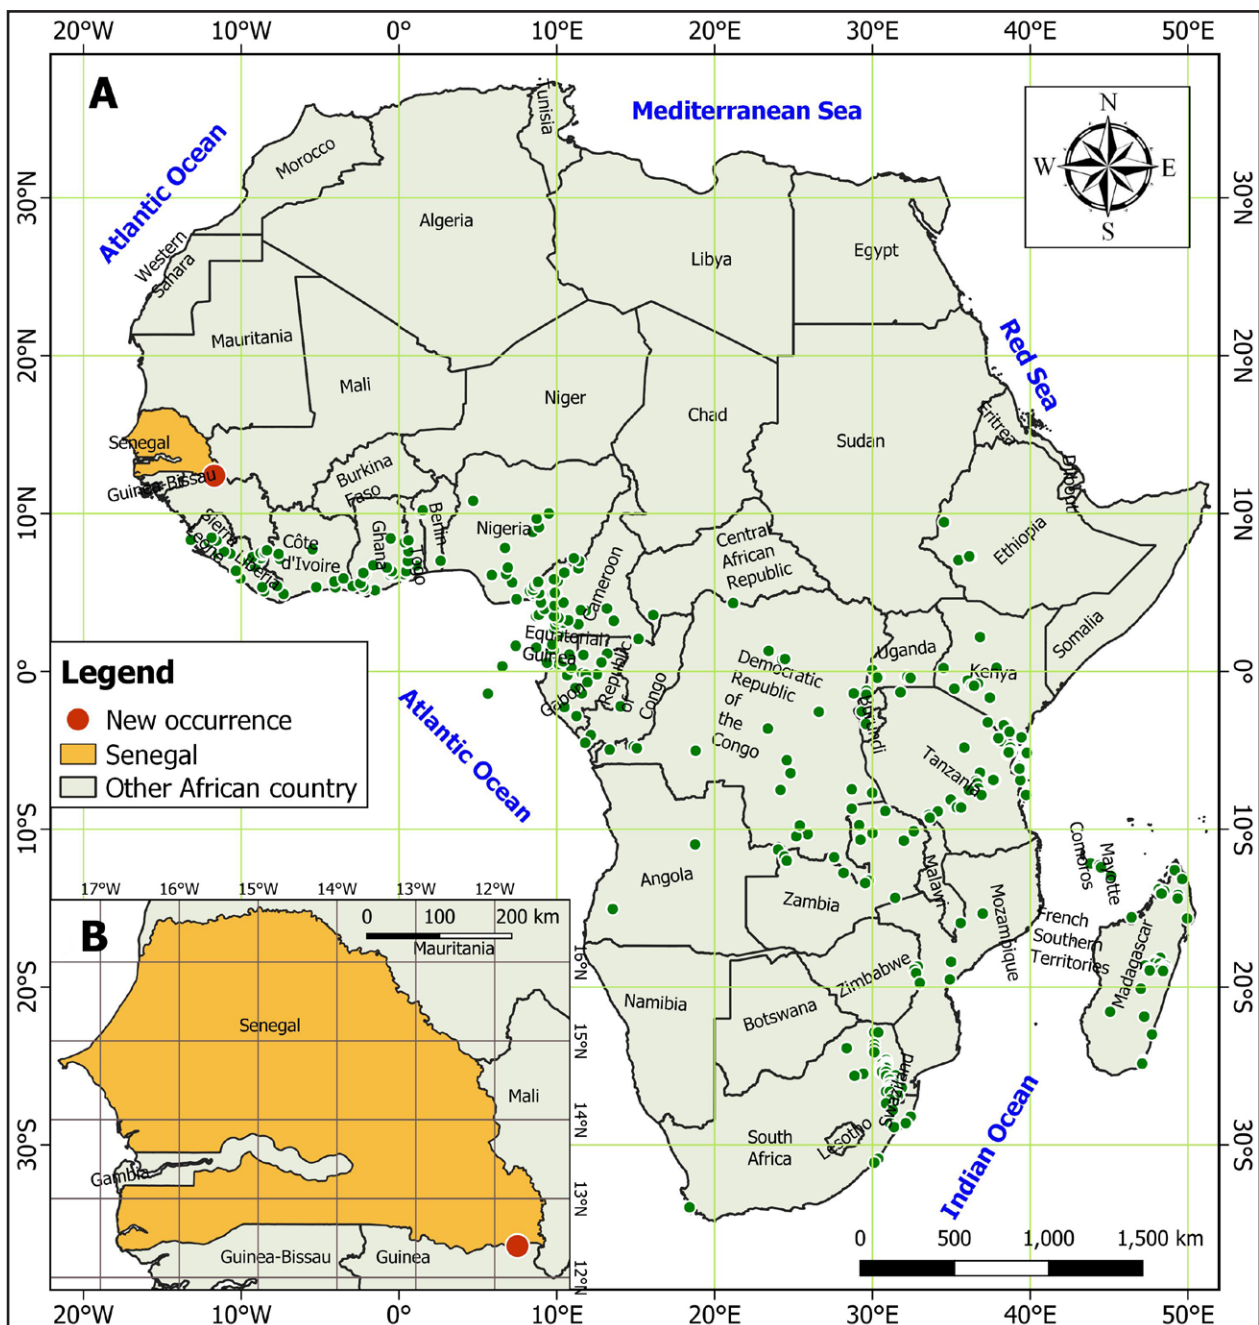 20°W 10°W 0° 10°E 20°E 30°E 40°E 50°E
A
Mediterranean Sea
Atlantic Ocean
N
W E
S
30°N 30°N
Tunisia
Morocco
Algeria
Libya
Egypt
Western
Sahara
Red Sea
20°N 20°N
Mauritania
Mali
Niger
Chad
Sudan
Eritrea
Senegal
Djibouti
Guinea-Bissau
Burkina
Faso
10°N 10°N
Sierra
Leone
Liberia
Côte
d'Ivoire
Ghana
Togo
Benin
Nigeria
Cameroon
Central
African
Republic
Ethiopia
Somalia
Equatorial
Guinea
Gabon
Republic
of
Congo
Democratic
Republic
of
the
Congo
Uganda
Kenya
Burundi
Tanzania
0° 0°
Legend
New occurrence
Senegal
Other African country
Atlantic Ocean
10°S 10°S
Angola
Zambia
Malawi
Mozambique
Comoros
Mayotte
French
Southern
Territories
Madagascar
Zimbabwe
Namibia
Botswana
20°S 20°S
Swaziland
Lesotho
South
Africa
Indian Ocean
30°S 30°S
0 500 1,000 1,500 km
17°W 16°W 15°W 14°W 13°W 12°W
B
0 100 200 km
Mauritania
16°N
Senegal
15°N
Mali
14°N
Gambia
13°N
Guinea-Bissau
Guinea
12°N
20°W 10°W 0° 10°E 20°E 30°E 40°E 50°E